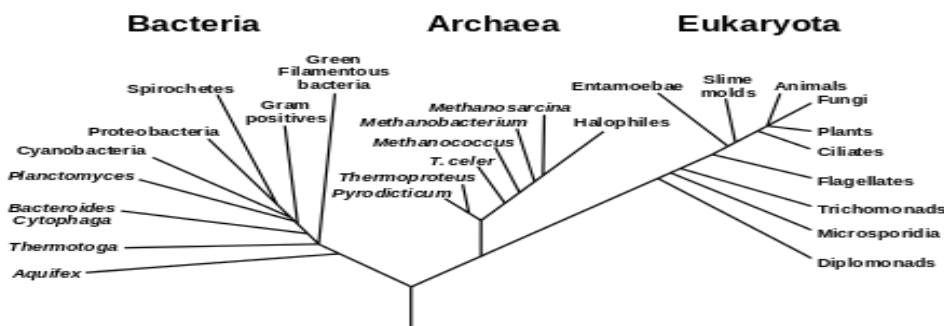 Bacteria
Archaea
Eukaryota
Spirochetes
Green
Filamentous
bacteria
Gram
positives
Proteobacteria
Cyanobacteria
Planctomyces
Bacteroides
Cytophaga
Thermotoga
Aquifex
Methanosarcina
Methanobacterium
Halophiles
Methanococcus
T. celer
Thermoproteus
Pyrodicticum
Entamoebae
Slime
molds
Animals
Fungi
Plants
Ciliates
Flagellates
Trichomonads
Microsporidia
Diplomonads